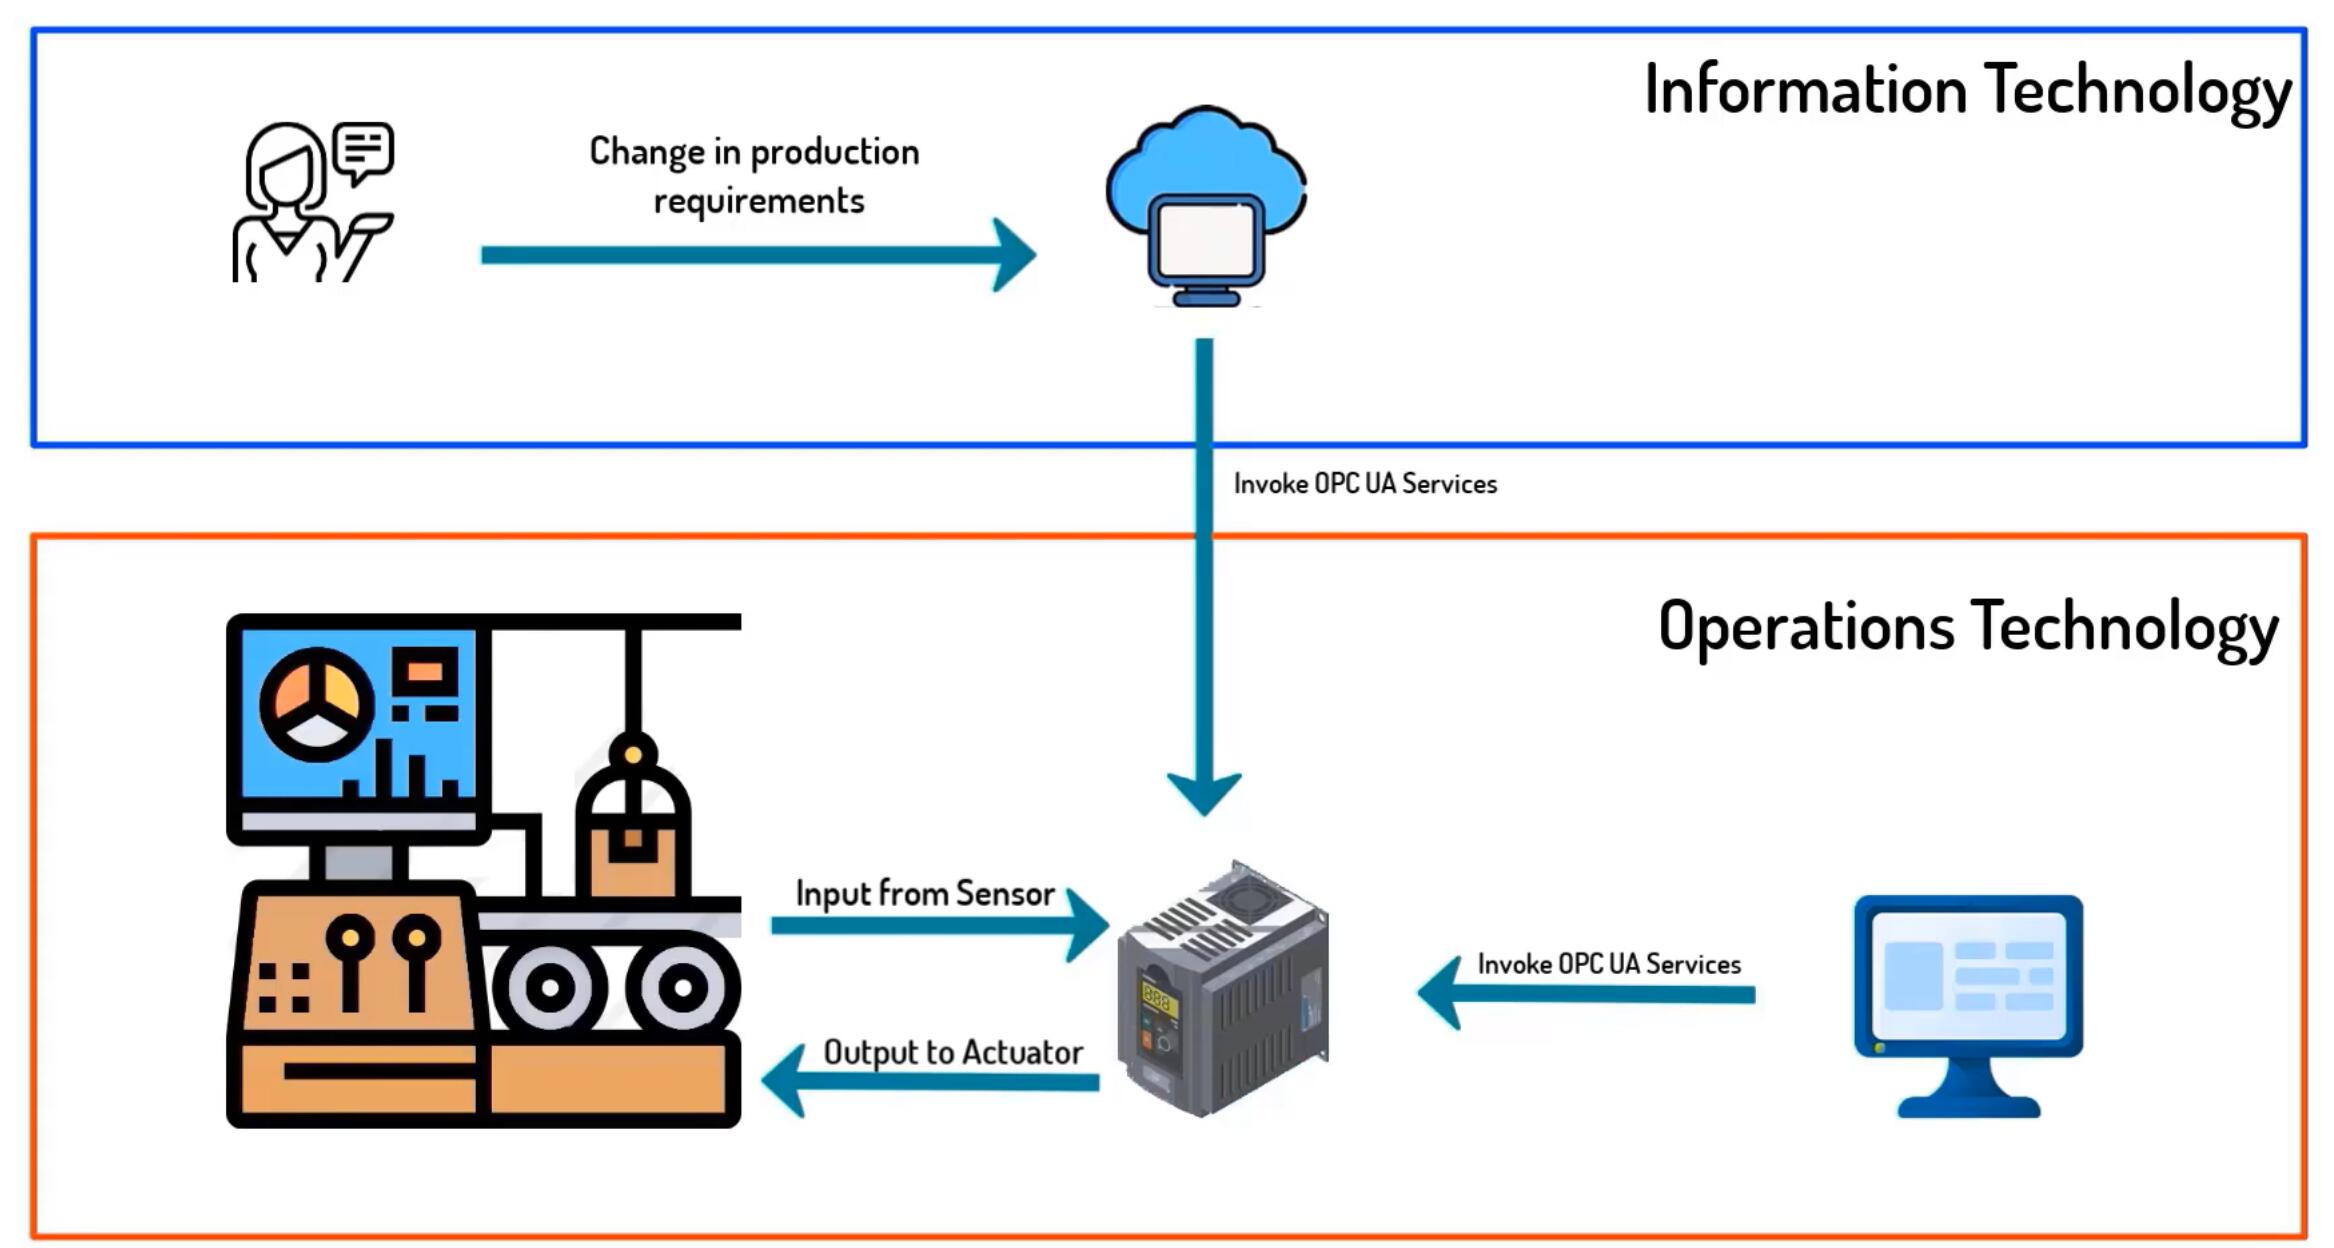 Information Technology
Change in production
requirements
Invoke OPC UA Services
Operations Technology
Input from Sensor
Invoke OPC UA Services
Output to Actuator